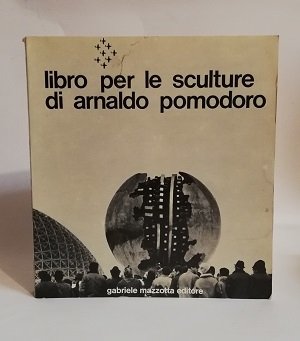 libro per le sculture
di arnaldo pomodoro
gabriele mazzotta editore